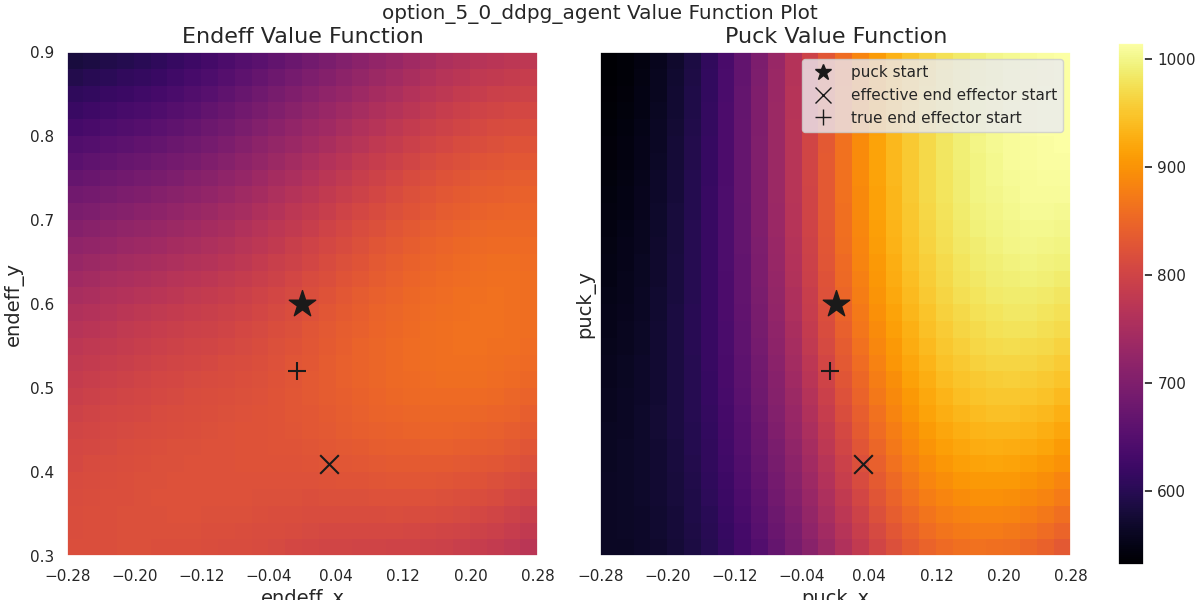 option_5_0_ddpg_agent Value Function Plot
Endeff Value Function
Puck Value Function
0.9
0.8
0.7
0.6
0.5
0.4
0.3
endeff_y
−0.28 −0.20 −0.12 −0.04 0.04 0.12 0.20 0.28
endeff_x
puck_y
puck start
effective end effector start
true end effector start
−0.28 −0.20 −0.12 −0.04 0.04 0.12 0.20 0.28
puck_x
1000
900
800
700
600